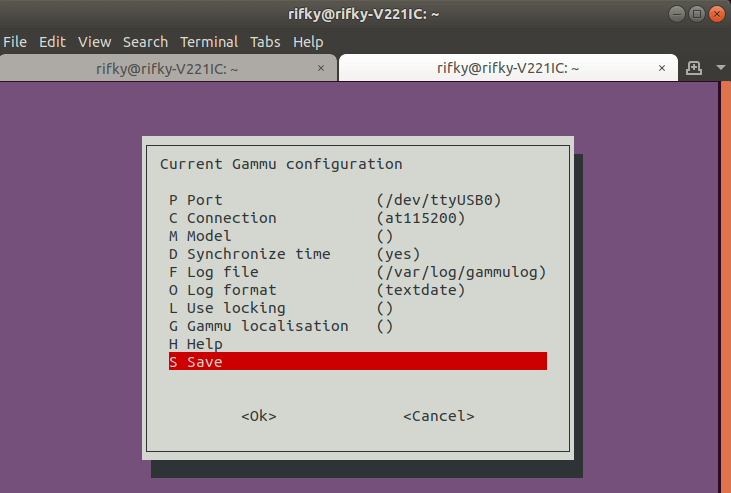 rifky@rifky-V221IC: ~
File Edit View Search Terminal Tabs Help
rifky@rifky-V221IC: ~ × rifky@rifky-V221IC: ~ ×
Current Gammu configuration
P Port (/dev/ttyUSB0)
C Connection (at115200)
M Model ()
D Synchronize time (yes)
F Log file (/var/log/gammulog)
O Log format (textdate)
L Use locking ()
G Gammu localisation ()
H Help
S Save
<Ok> <Cancel>